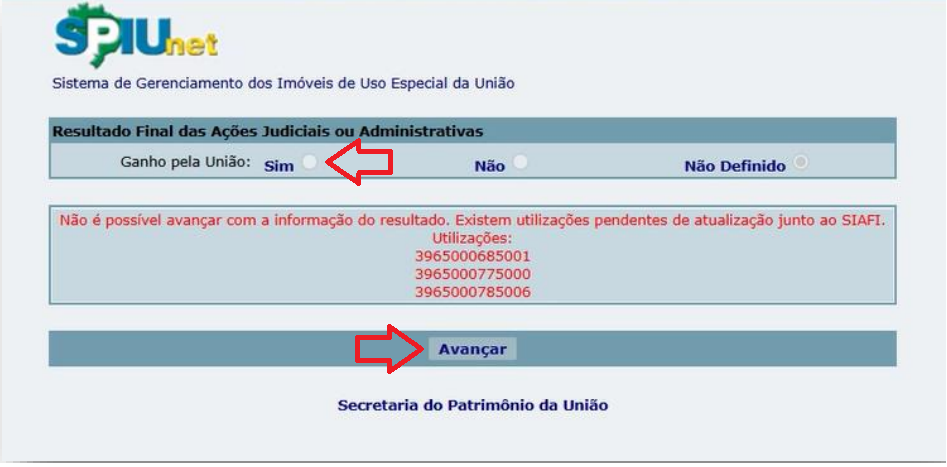 SPIUnet
Sistema de Gerenciamento dos Imóveis de Uso Especial da União
Resultado Final das Ações Judiciais ou Administrativas
Ganho pela União: Sim Não Não Definido
Não é possível avançar com a informação do resultado. Existem utilizações pendentes de atualização junto ao SIAFI.
Utilizações:
3965000685001
3965000775000
3965000785006
Avançar
Secretaria do Patrimônio da União